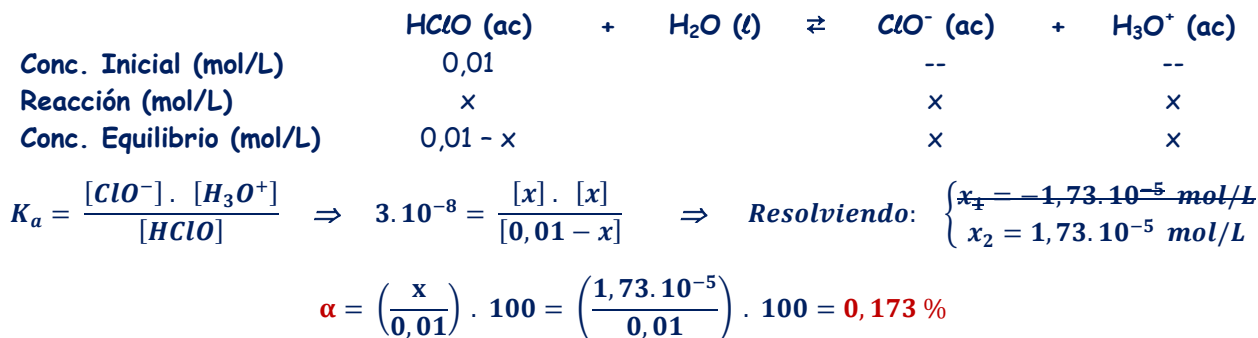 HClO (ac) + H₂O (ℓ) ⇄ ClO⁻ (ac) + H₃O⁺ (ac)
Conc. Inicial (mol/L) 0,01 -- --
Reacción (mol/L) x x x
Conc. Equilibrio (mol/L) 0,01 – x x x
Kₐ = [ClO⁻] . [H₃O⁺] / [HClO] ⇒ 3.10⁻⁸ = [x] . [x] / [0,01 − x] ⇒ Resolviendo: { x₁ = −1,73.10⁻⁵ mol/L
x₂ = 1,73.10⁻⁵ mol/L
α = (x / 0,01) . 100 = (1,73.10⁻⁵ / 0,01) . 100 = 0,173 %